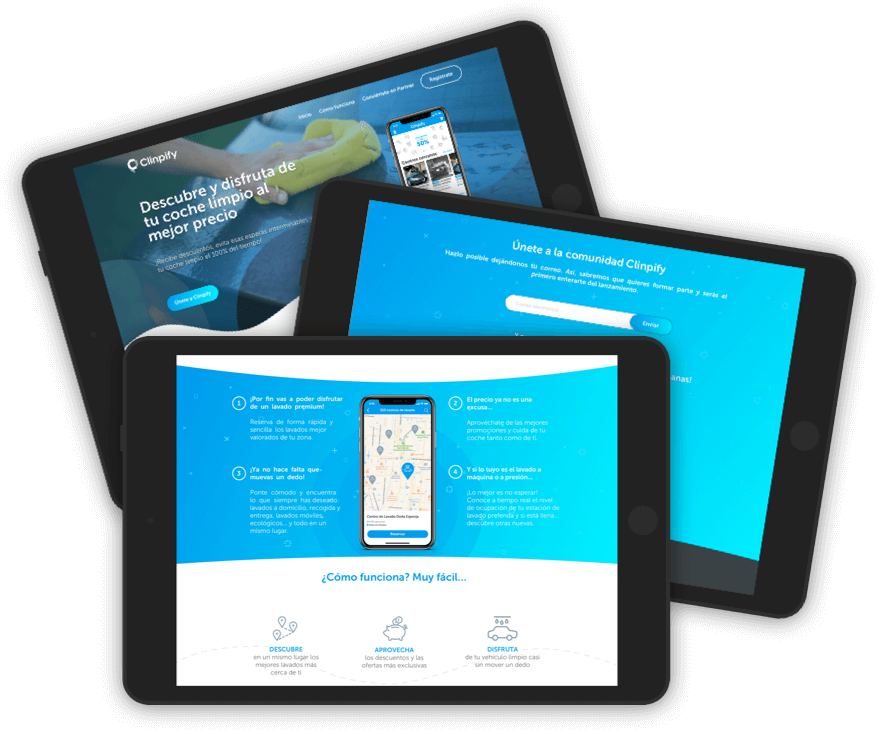 Clinpify
Inicio Cómo funciona Conviértete en Partner Regístrate
Descubre y disfruta de
tu coche limpio al
mejor precio
¡Recibe descuentos, evita esas esperas interminables y
tu coche limpio el 100% del tiempo!
Únete a Clinpify
Clinpify
50%
Centros cercanos
Únete a la comunidad Clinpify
Hazlo posible dejándonos tu correo. Así, sabremos que quieres formar parte y serás el
primero enterarte del lanzamiento.
Enviar
anas!
1
¡Por fin vas a poder disfrutar
de un lavado premium!
Reserva de forma rápida y
sencilla los lavados mejor
valorados de tu zona.
3
¡Ya no hace falta que-
muevas un dedo!
Ponte cómodo y encuentra
lo que siempre has deseado,
lavados a domicilio, recogida y
entrega, lavados móviles,
ecológicos... y todo en un
mismo lugar.
centros de lavado
Centro de Lavado Doña Esponja
Reservar
2
El precio ya no es una
excusa...
Aprovéchate de las mejores
promociones y cuida de tu
coche tanto como de ti.
4
Y si lo tuyo es el lavado a
máquina o a presión...
¡Lo mejor es no esperar!
Conoce a tiempo real el nivel
de ocupación de tu estación de
lavado preferida y si está llena...
descubre otras nuevas.
¿Cómo funciona? Muy fácil...
DESCUBRE
en un mismo lugar los
mejores lavados más
cerca de ti
APROVECHA
los descuentos y las
ofertas más exclusivas
DISFRUTA
de tu vehículo limpio casi
sin mover un dedo